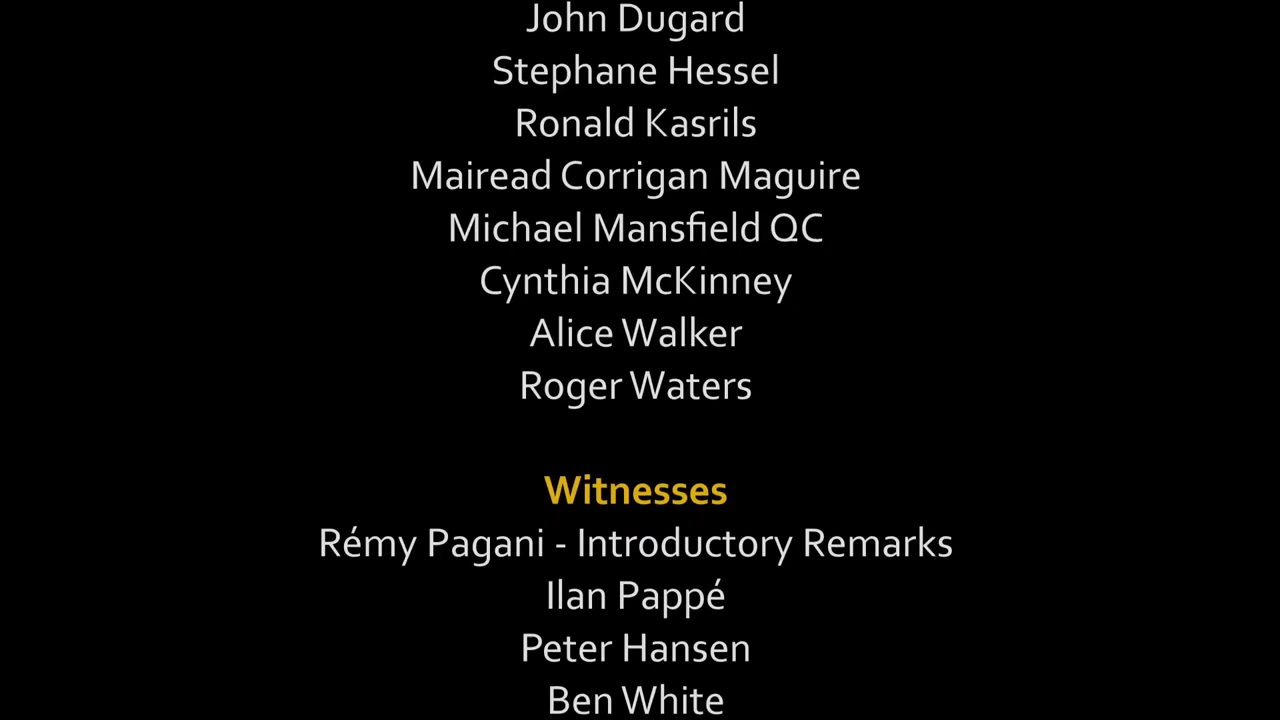 John Dugard
Stephane Hessel
Ronald Kasrils
Mairead Corrigan Maguire
Michael Mansfield QC
Cynthia McKinney
Alice Walker
Roger Waters
Witnesses
Rémy Pagani - Introductory Remarks
Ilan Pappé
Peter Hansen
Ben White